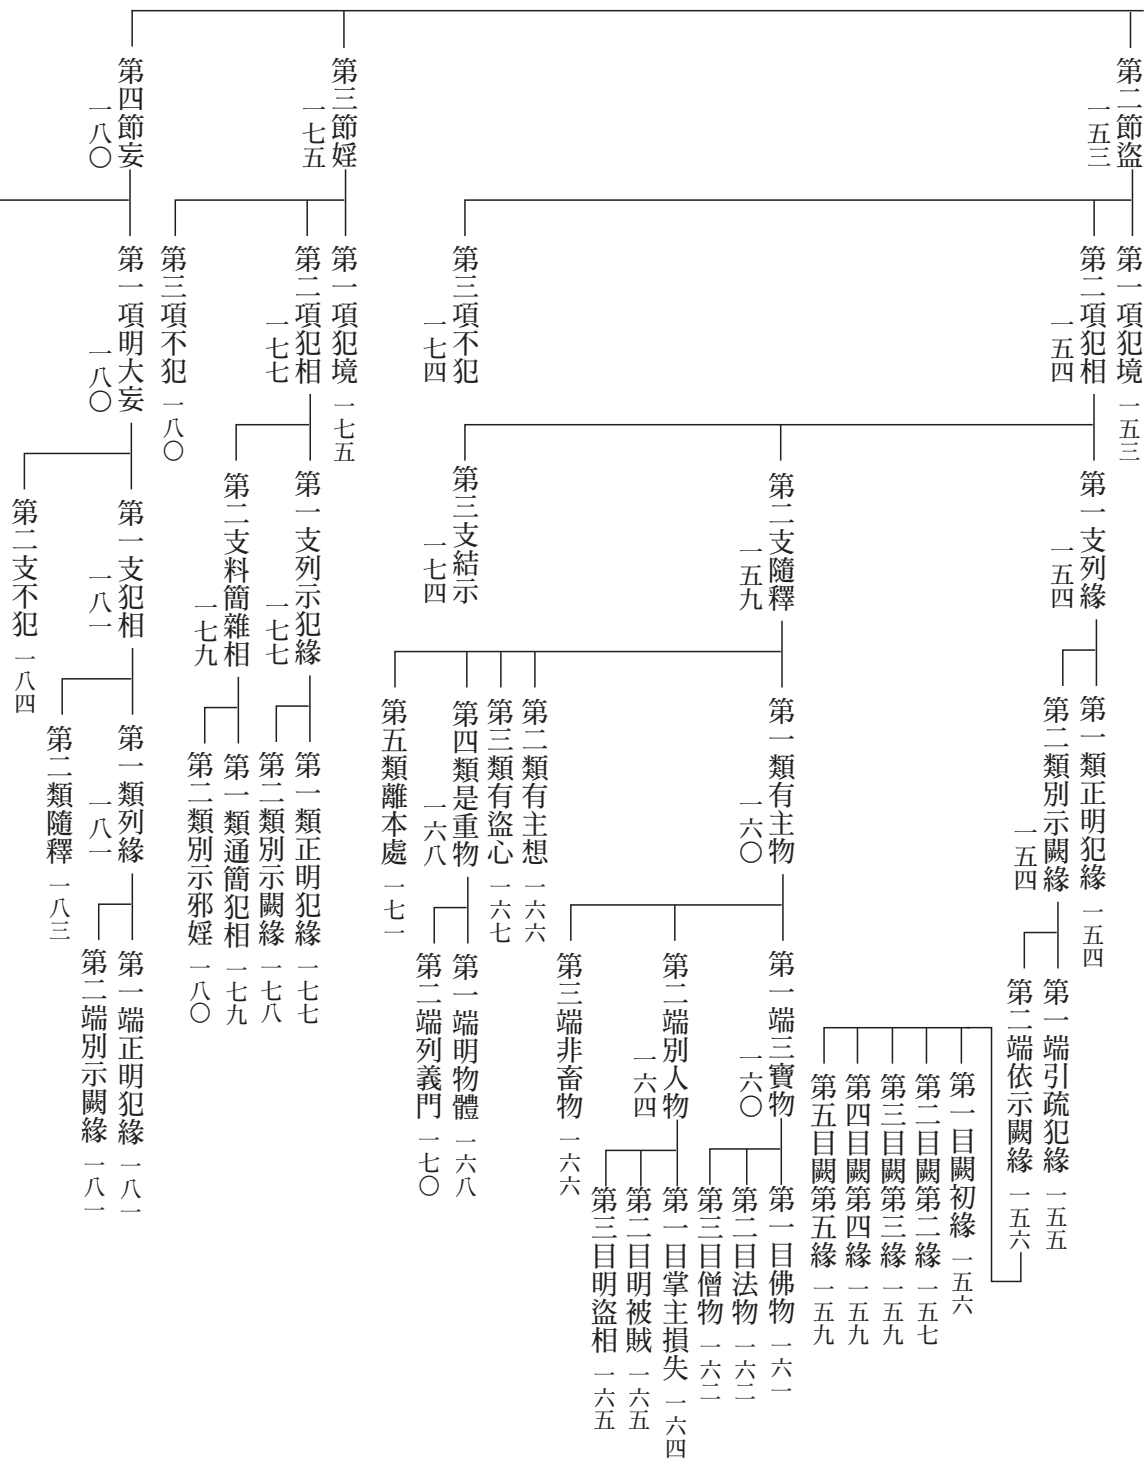 第二節盜 一五三
第一項犯境 一五三
第二項犯相 一五四
第一支列緣 一五四
第一類正明犯緣 一五四
第二類別示闕緣 一五四
第一端引疏犯緣 一五五
第二端依示闕緣 一五六
第一目闕初緣 一五六
第二目闕第二緣 一五七
第三目闕第三緣 一五九
第四目闕第四緣 一五九
第五目闕第五緣 一五九
第二支隨釋 一五九
第一類有主物 一六〇
第一端三寶物 一六〇
第一目佛物 一六一
第二目法物 一六二
第三目僧物 一六二
第二端別人物 一六四
第一目掌主損失 一六四
第二目明被賊 一六五
第三目明盜相 一六五
第三端非畜物 一六六
第二類有主想 一六六
第三類有盜心 一六七
第四類是重物 一六八
第一端明物體 一六八
第二端列義門 一七〇
第五類離本處 一七一
第三支結示 一七四
第三項不犯 一七四
第三節婬 一七五
第一項犯境 一七五
第二項犯相 一七七
第一支列示犯緣 一七七
第一類正明犯緣 一七七
第二類別示闕緣 一七八
第二支料簡雜相 一七九
第一類通簡犯相 一七九
第二類別示邪婬 一八〇
第三項不犯 一八〇
第四節妄 一八〇
第一項明大妄 一八〇
第一支犯相 一八一
第一類列緣 一八一
第一端正明犯緣 一八一
第二端別示闕緣 一八一
第二類隨釋 一八三
第二支不犯 一八四